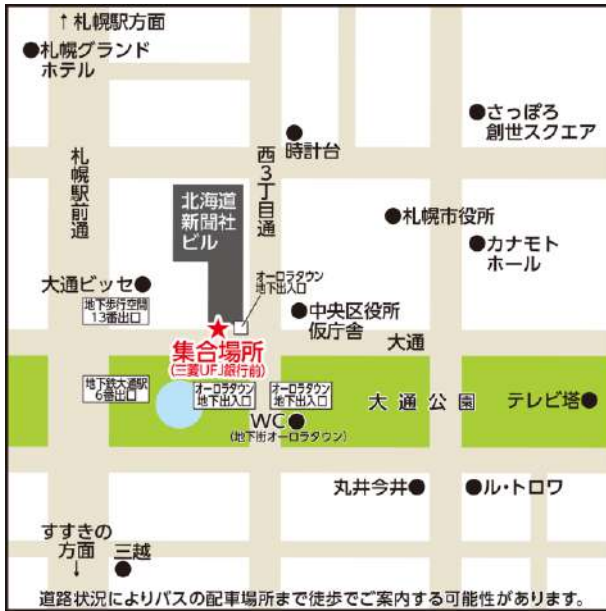 ↑札幌駅方面
●札幌グランド
ホテル
●さっぽろ
創世スクエア
時計台
札幌駅前通
西3丁目通
北海道
新聞社
ビル
●札幌市役所
●カナモト
ホール
大通ビッセ●
オーロラタウン
地下出入口
地下歩行空間
13番出口
●中央区役所
仮庁舎
★
集合場所
(三菱UFJ銀行前)
大通
地下鉄大通駅
6番出口
オーロラタウン
地下出入口
オーロラタウン
地下出入口
大通公園
テレビ塔●
WC●
(地下街オーロラタウン)
丸井今井●
●ル・トロワ
すすきの
方面
↓
三越
道路状況によりバスの配車場所まで徒歩でご案内する可能性があります。